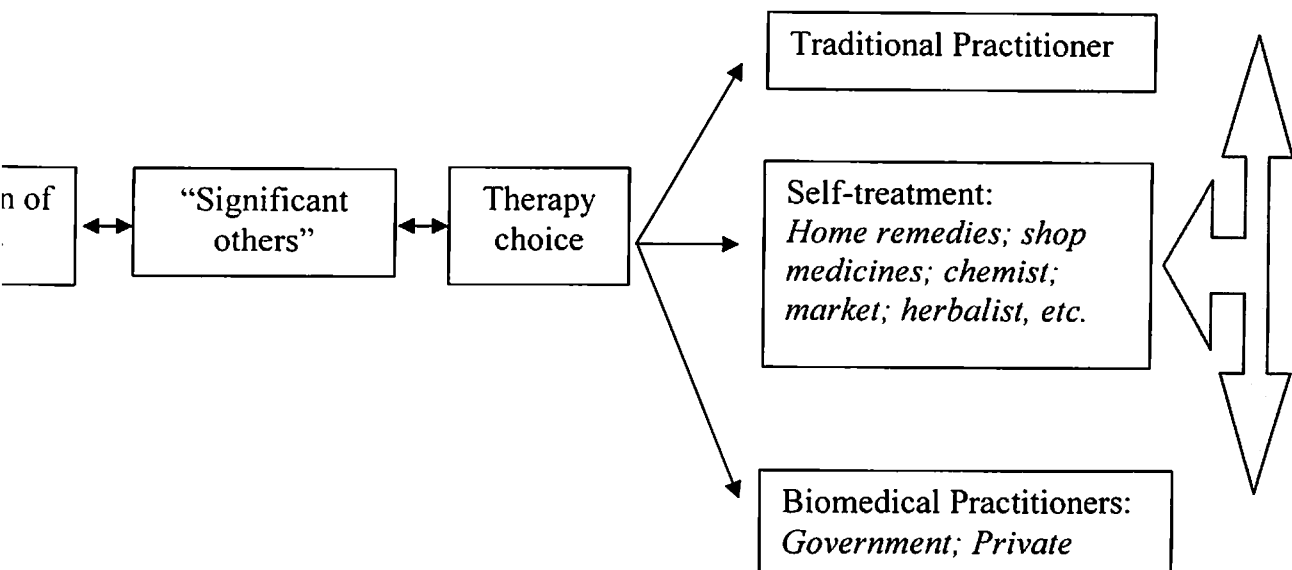 Traditional Practitioner
n of
“Significant
others”
Therapy
choice
Self-treatment:
Home remedies; shop
medicines; chemist;
market; herbalist, etc.
Biomedical Practitioners:
Government; Private